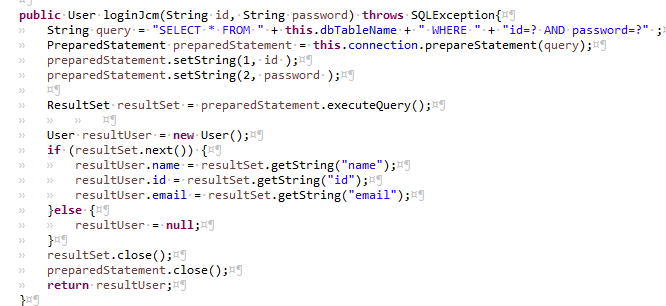 public User loginJcm(String id, String password) throws SQLException{¤¶
» String·query·=·"SELECT·*·FROM·"·+·this.dbTableName·+·"·WHERE·"·+·"id=?·AND·password=?"·;¤
» PreparedStatement·preparedStatement·=·this.connection.prepareStatement(query);¤¶
» preparedStatement.setString(1,·id·);¤¶
» preparedStatement.setString(2,·password·);¤¶
» ¤¶
» ResultSet·resultSet·=·preparedStatement.executeQuery();¤¶
» » » ¤¶
» User·resultUser·=·new·User();¤¶
» if·(resultSet.next())·{¤¶
» » resultUser.name·=·resultSet.getString("name");¤¶
» » resultUser.id·=·resultSet.getString("id");¤¶
» » resultUser.email·=·resultSet.getString("email");¤¶
» }else·{¤¶
» » resultUser·=·null;¤¶
» }¤¶
» resultSet.close();¤¶
» preparedStatement.close();¤¶
» return·resultUser;¤¶
}¤¶